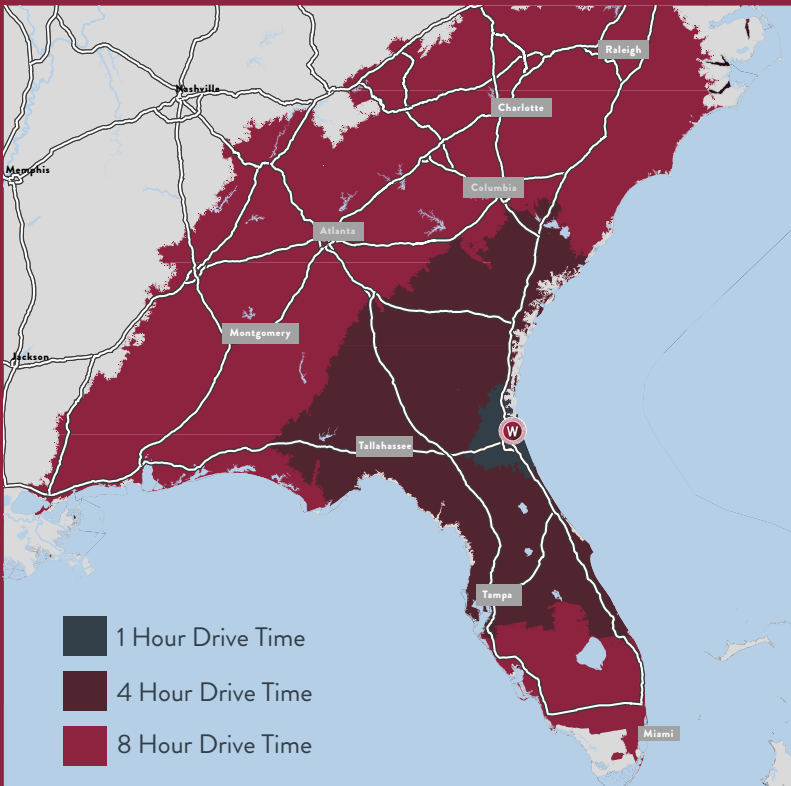 Raleigh
Nashville
Charlotte
Memphis
Columbia
Atlanta
Montgomery
Jackson
W
Tallahassee
Tampa
1 Hour Drive Time
4 Hour Drive Time
8 Hour Drive Time
Miami